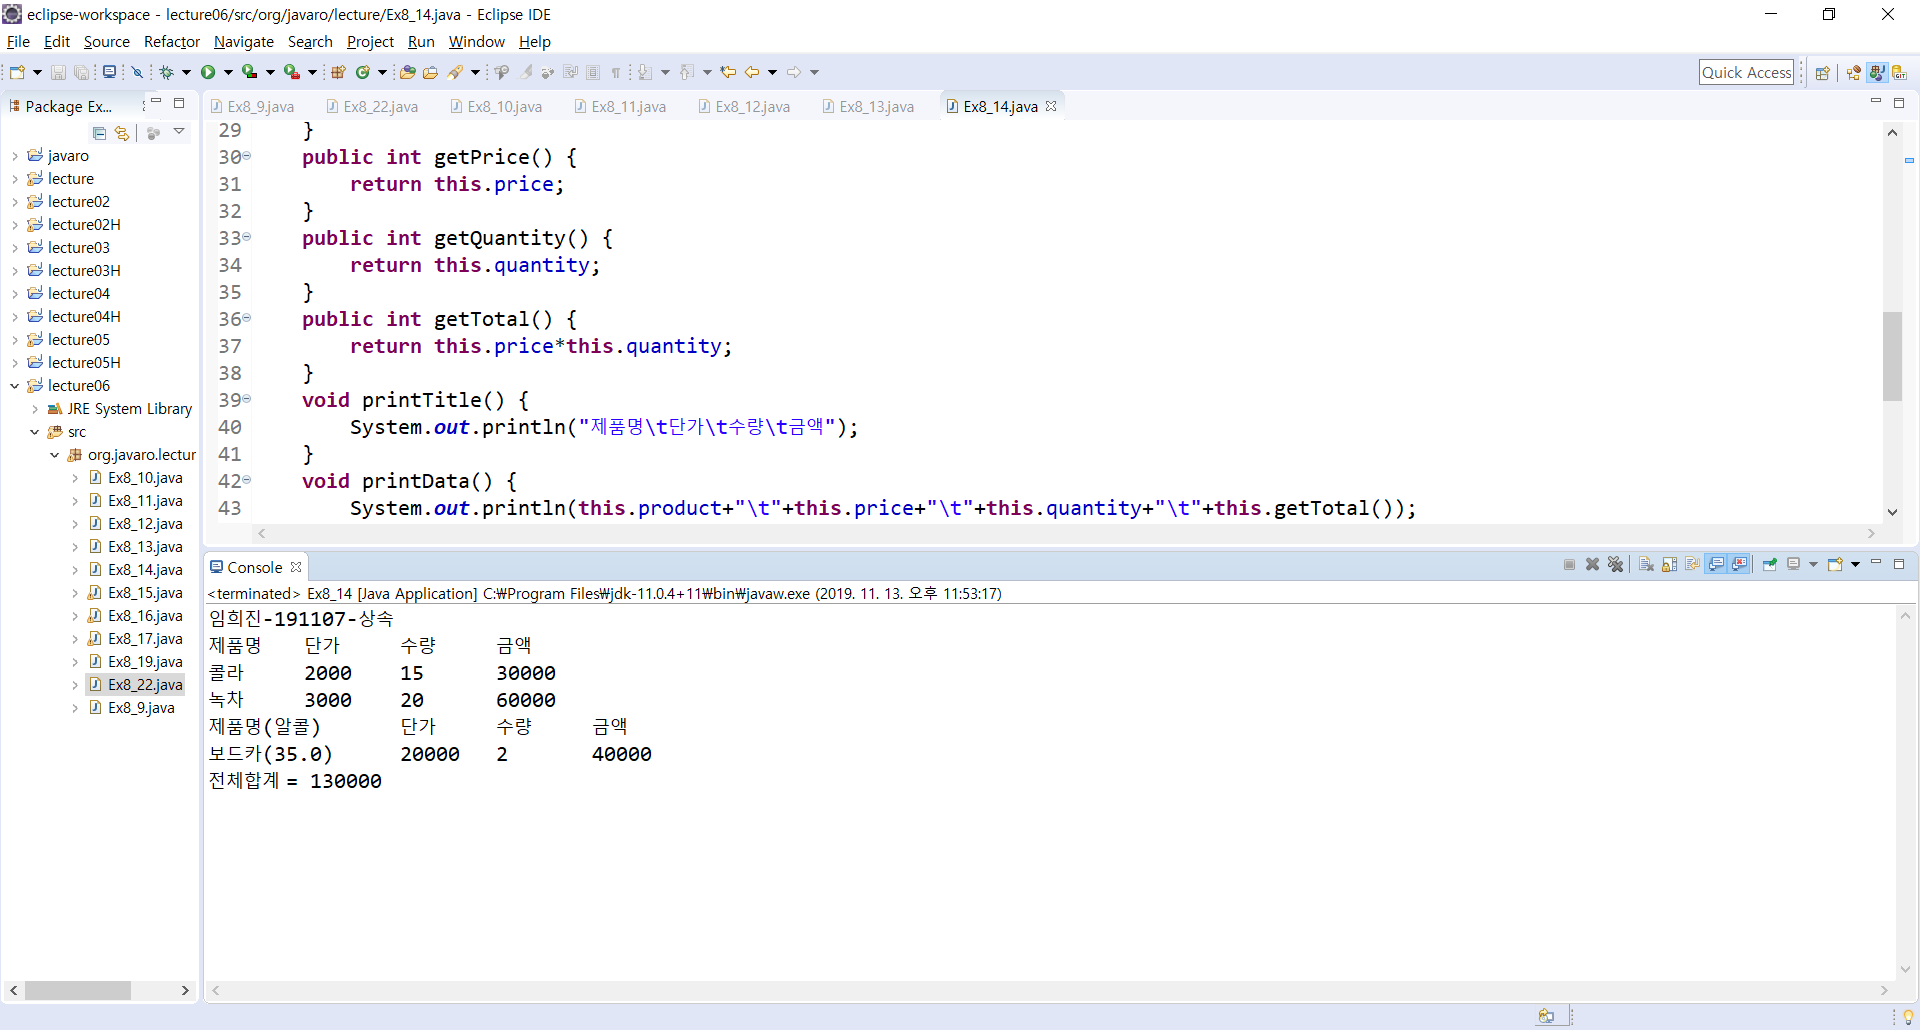 eclipse-workspace - lecture06/src/org/javaro/lecture/Ex8_14.java - Eclipse IDE
File Edit Source Refactor Navigate Search Project Run Window Help
Quick Access
Package Ex...
javaro
lecture
lecture02
lecture02H
lecture03
lecture03H
lecture04
lecture04H
lecture05
lecture05H
lecture06
JRE System Library
src
org.javaro.lectur
Ex8_10.java
Ex8_11.java
Ex8_12.java
Ex8_13.java
Ex8_14.java
Ex8_15.java
Ex8_16.java
Ex8_17.java
Ex8_19.java
Ex8_22.java
Ex8_9.java
Ex8_9.java Ex8_22.java Ex8_10.java Ex8_11.java Ex8_12.java Ex8_13.java Ex8_14.java
29 }
30 public int getPrice() {
31 return this.price;
32 }
33 public int getQuantity() {
34 return this.quantity;
35 }
36 public int getTotal() {
37 return this.price*this.quantity;
38 }
39 void printTitle() {
40 System.out.println("제품명\t단가\t수량\t금액");
41 }
42 void printData() {
43 System.out.println(this.product+"\t"+this.price+"\t"+this.quantity+"\t"+this.getTotal());
Console
<terminated> Ex8_14 [Java Application] C:₩Program Files₩jdk-11.0.4+11₩bin₩javaw.exe (2019. 11. 13. 오후 11:53:17)
임희진-191107-상속
제품명 단가 수량 금액
콜라 2000 15 30000
녹차 3000 20 60000
제품명(알콜) 단가 수량 금액
보드카(35.0) 20000 2 40000
전체합계 = 130000